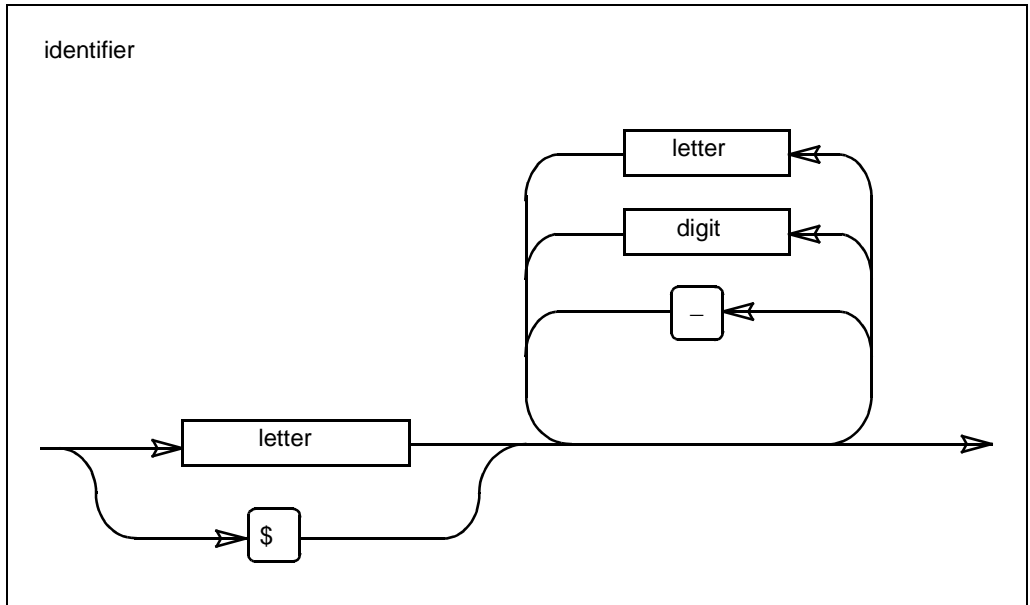 identifier
letter
digit
–
letter
$